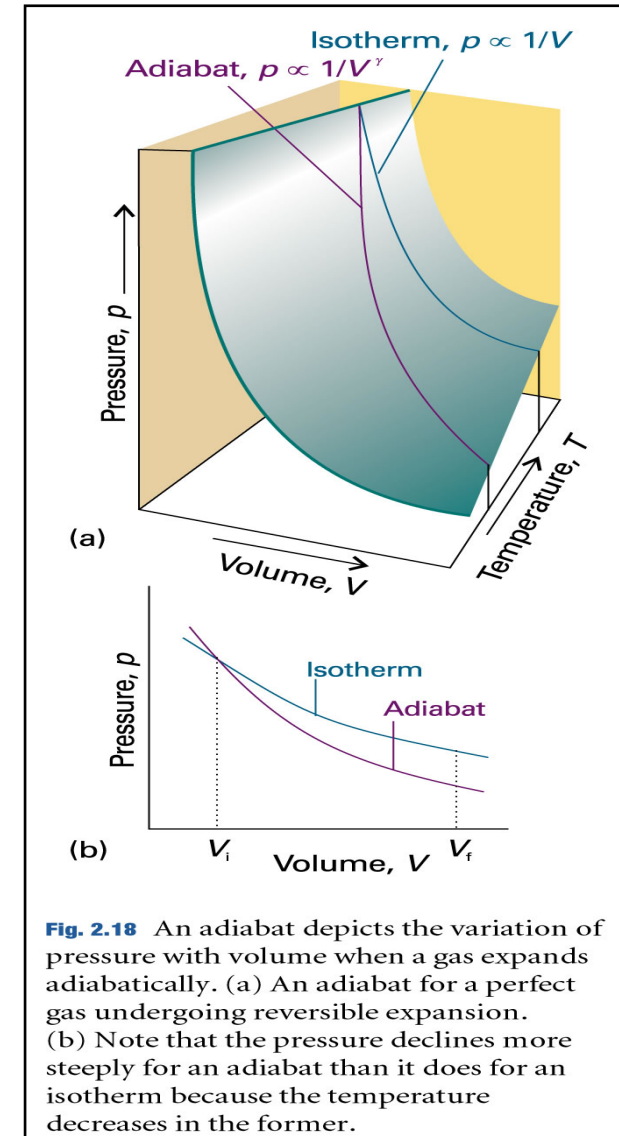 Isotherm, p ∝ 1/V
Adiabat, p ∝ 1/V^γ
Pressure, p
Temperature, T
(a)
Volume, V
Pressure, p
Isotherm
Adiabat
(b)
V_i
Volume, V
V_f
Fig. 2.18 An adiabat depicts the variation of
pressure with volume when a gas expands
adiabatically. (a) An adiabat for a perfect
gas undergoing reversible expansion.
(b) Note that the pressure declines more
steeply for an adiabat than it does for an
isotherm because the temperature
decreases in the former.